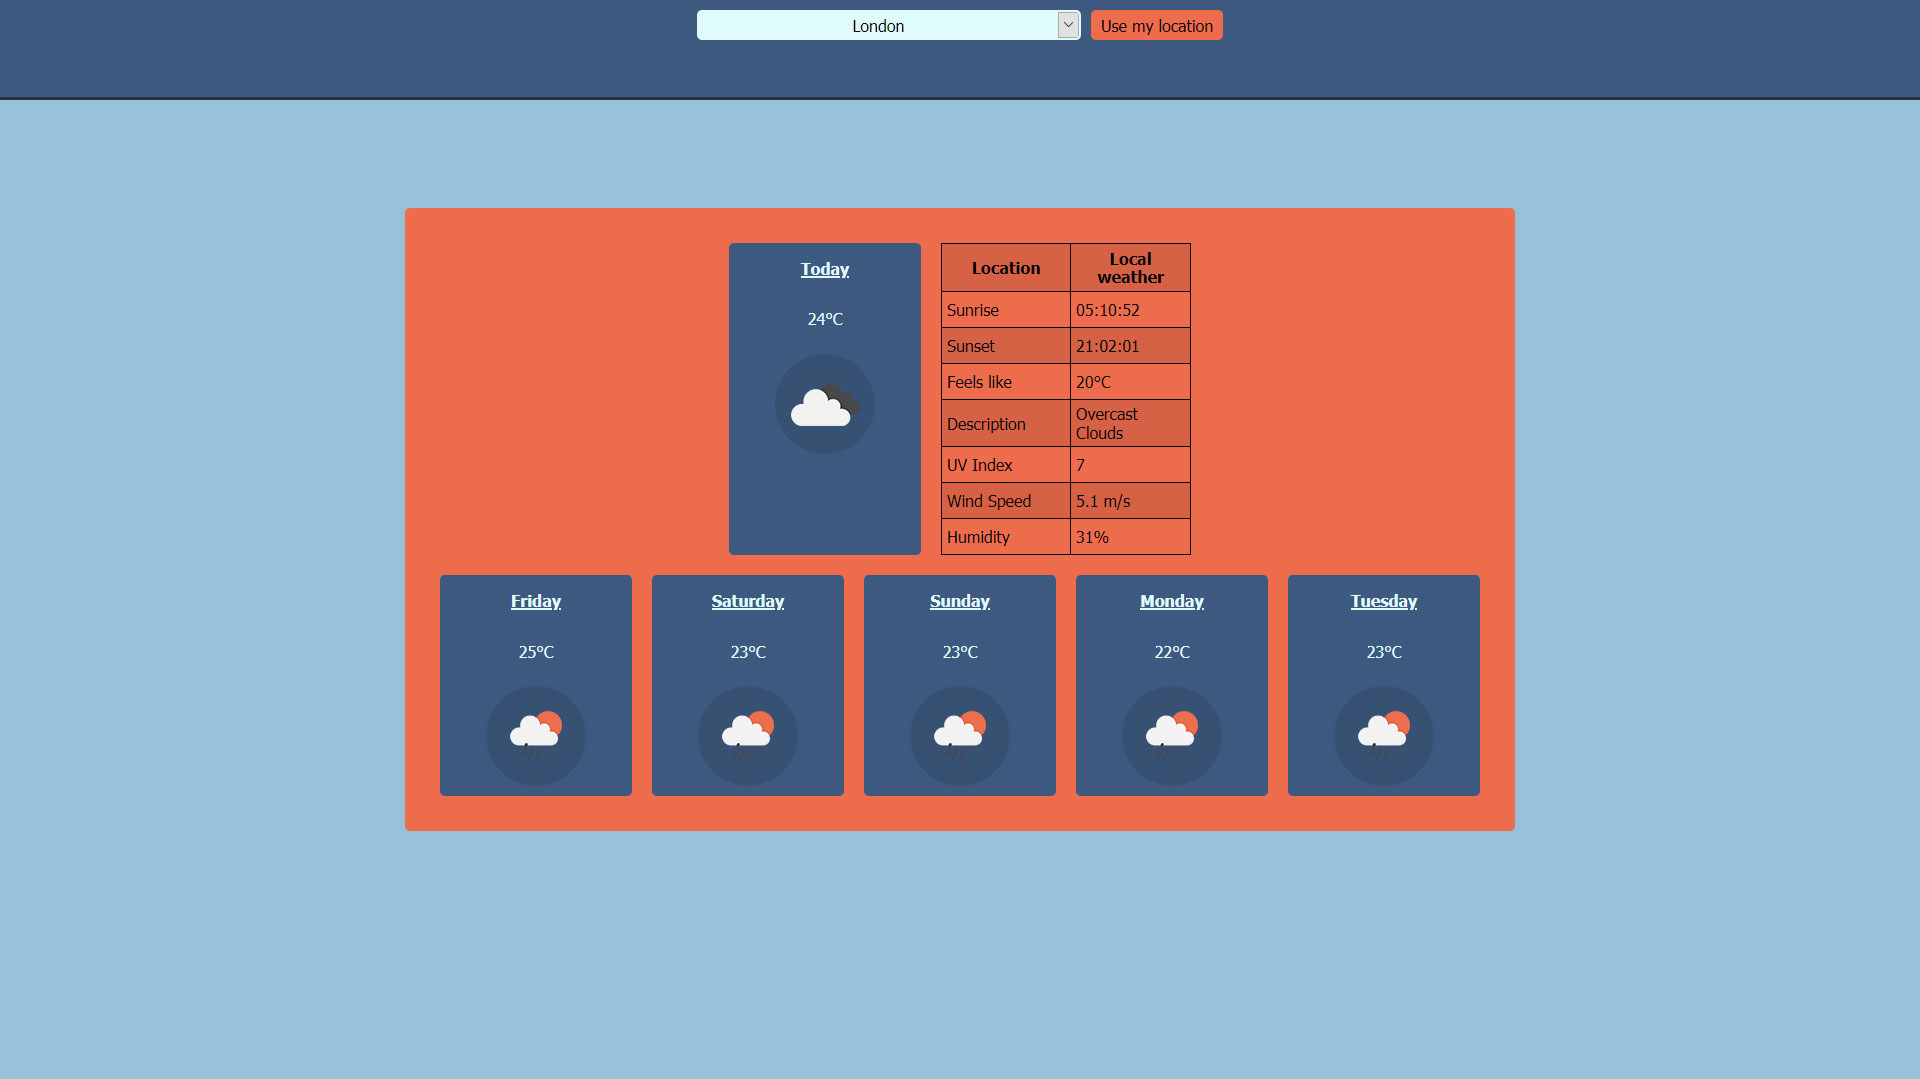 London
Use my location
Today
24°C
Location
Local
weather
Sunrise
05:10:52
Sunset
21:02:01
Feels like
20°C
Description
Overcast
Clouds
UV Index
7
Wind Speed
5.1 m/s
Humidity
31%
Friday
25°C
Saturday
23°C
Sunday
23°C
Monday
22°C
Tuesday
23°C